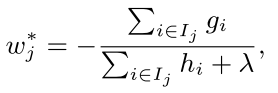 $w_j^* = -\frac{\sum_{i \in I_j} g_i}{\sum_{i \in I_j} h_i + \lambda},$